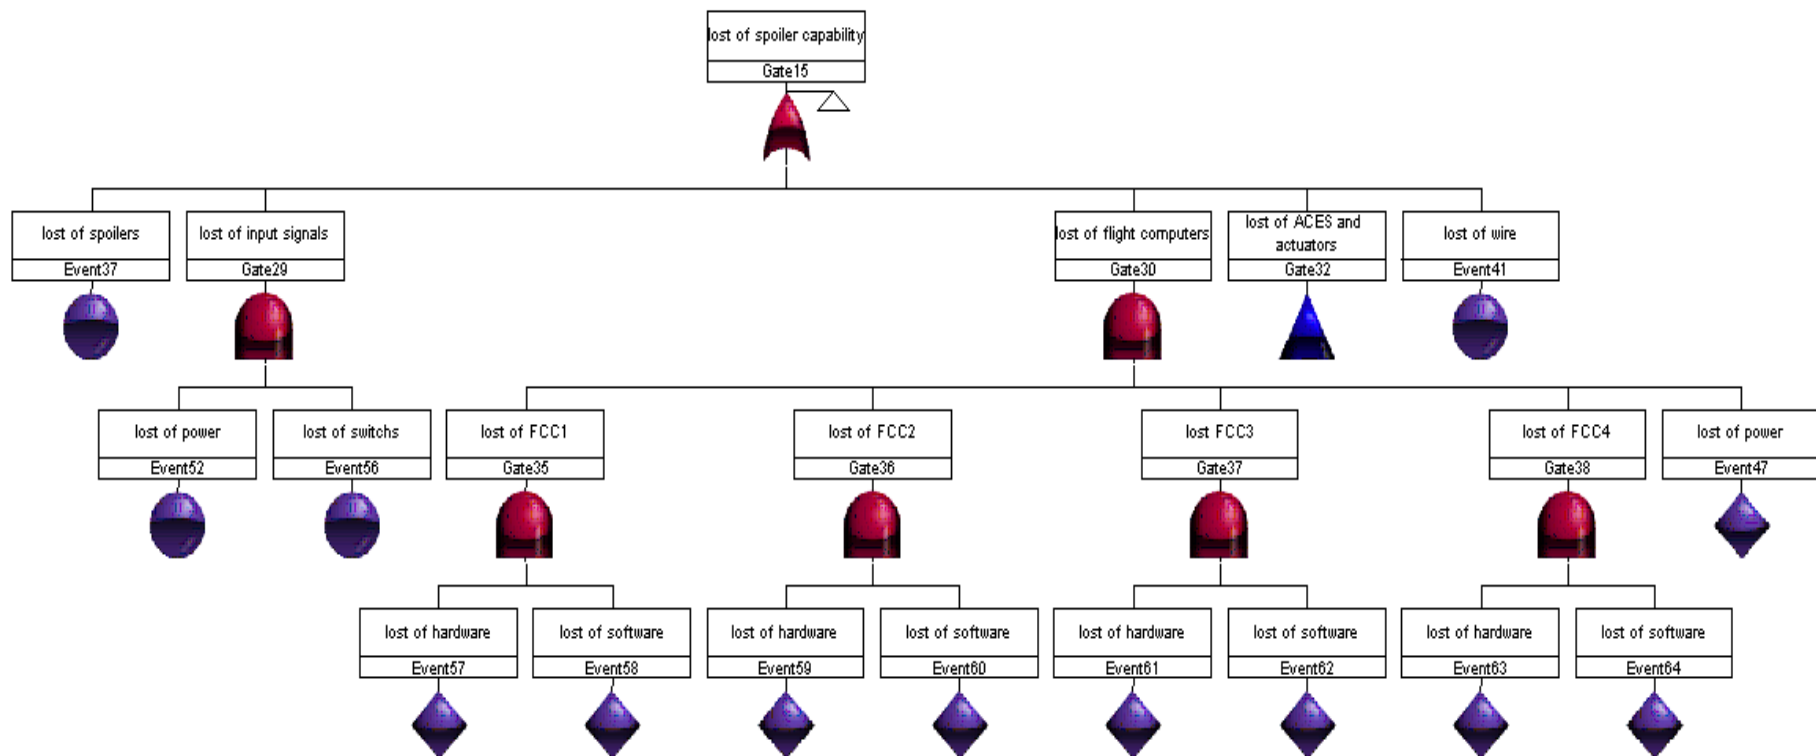 lost of spoiler capability
Gate15
lost of spoilers
Event37
lost of input signals
Gate29
lost of flight computers
Gate30
lost of ACES and
actuators
Gate32
lost of wire
Event41
lost of power
Event52
lost of switchs
Event56
lost of FCC1
Gate35
lost of FCC2
Gate36
lost FCC3
Gate37
lost of FCC4
Gate38
lost of power
Event47
lost of hardware
Event57
lost of software
Event58
lost of hardware
Event59
lost of software
Event60
lost of hardware
Event61
lost of software
Event62
lost of hardware
Event63
lost of software
Event64